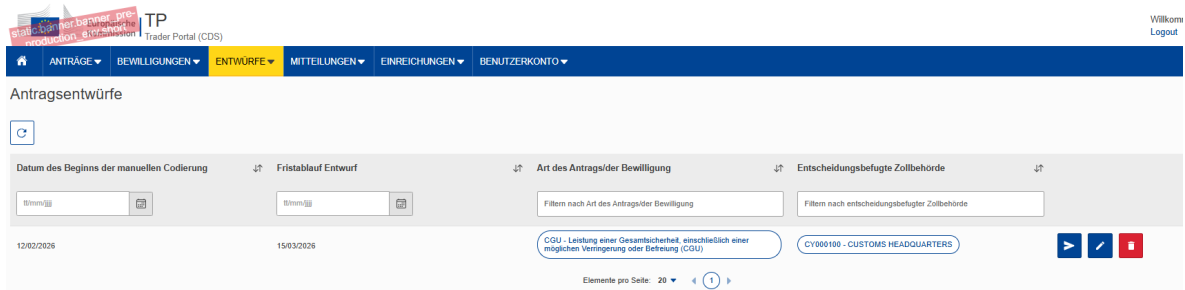 static.banner.banner_pre-production_etc.short
Europäische Kommission
TP
Trader Portal (CDS)
Logout
ANTRÄGE
BEWILLIGUNGEN
ENTWÜRFE
MITTEILUNGEN
EINREICHUNGEN
BENUTZERKONTO
Antragsentwürfe
Datum des Beginns der manuellen Codierung
Fristablauf Entwurf
Art des Antrags/der Bewilligung
Entscheidungsbefugte Zollbehörde
tt/mm/jjjj
tt/mm/jjjj
Filtern nach Art des Antrags/der Bewilligung
Filtern nach entscheidungsbefugter Zollbehörde
12/02/2026
15/03/2026
CGU - Leistung einer Gesamtsicherheit, einschließlich einer
möglichen Verringerung oder Befreiung (CGU)
CY000100 - CUSTOMS HEADQUARTERS
Elemente pro Seite: 20
1